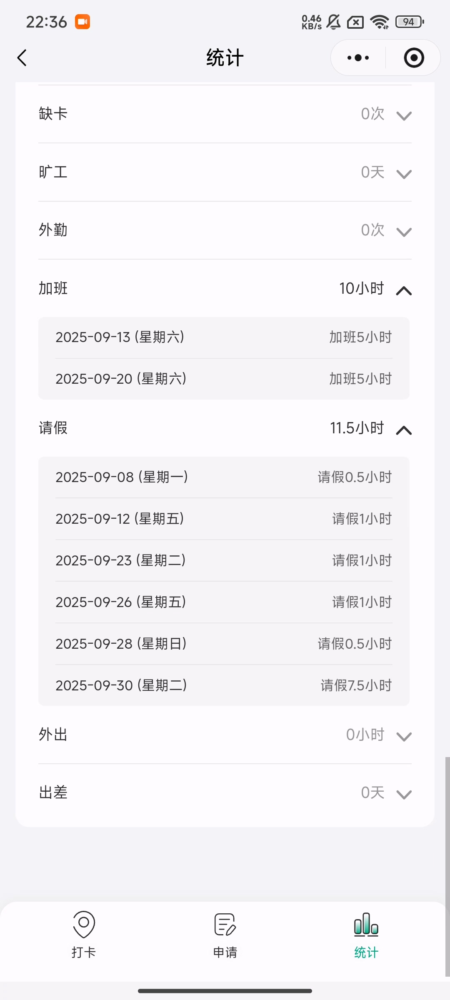 22:36 0.46 KB/s 94
统计
缺卡 0次
旷工 0天
外勤 0次
加班 10小时
2025-09-13 (星期六) 加班5小时
2025-09-20 (星期六) 加班5小时
请假 11.5小时
2025-09-08 (星期一) 请假0.5小时
2025-09-12 (星期五) 请假1小时
2025-09-23 (星期二) 请假1小时
2025-09-26 (星期五) 请假1小时
2025-09-28 (星期日) 请假0.5小时
2025-09-30 (星期二) 请假7.5小时
外出 0小时
出差 0天
打卡 申请 统计